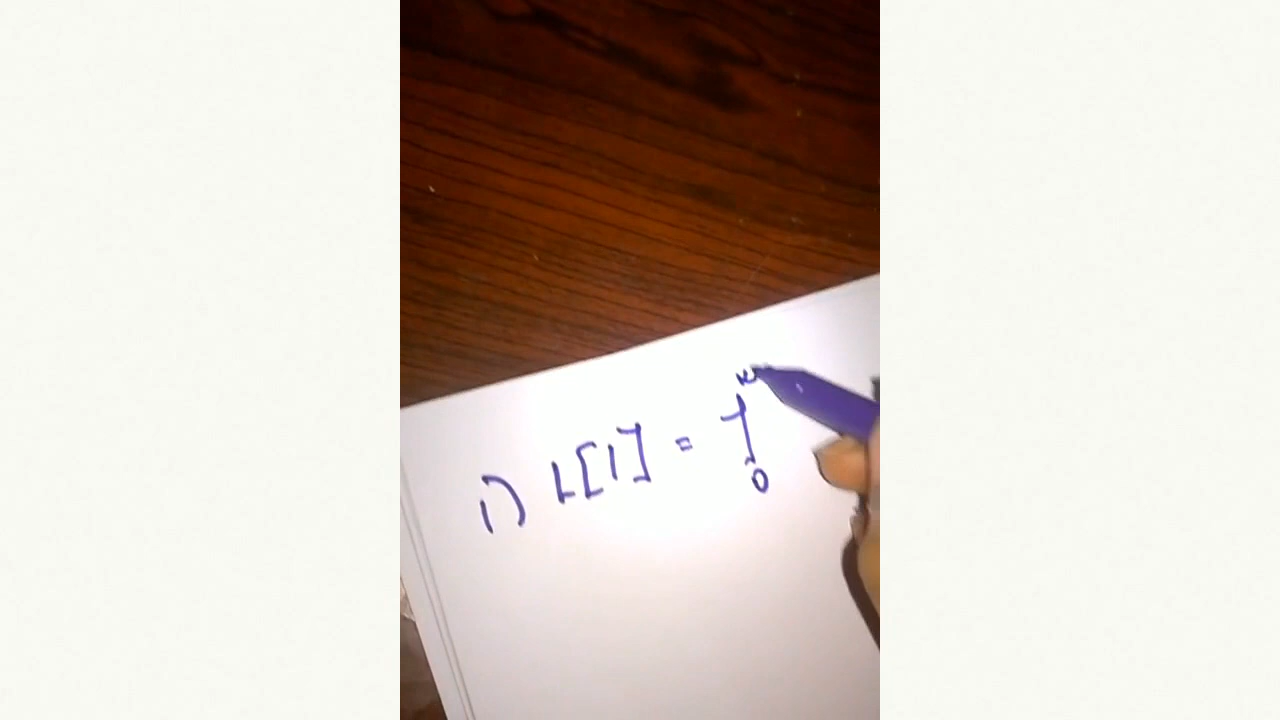 1) L[1] = ∫₀^∞